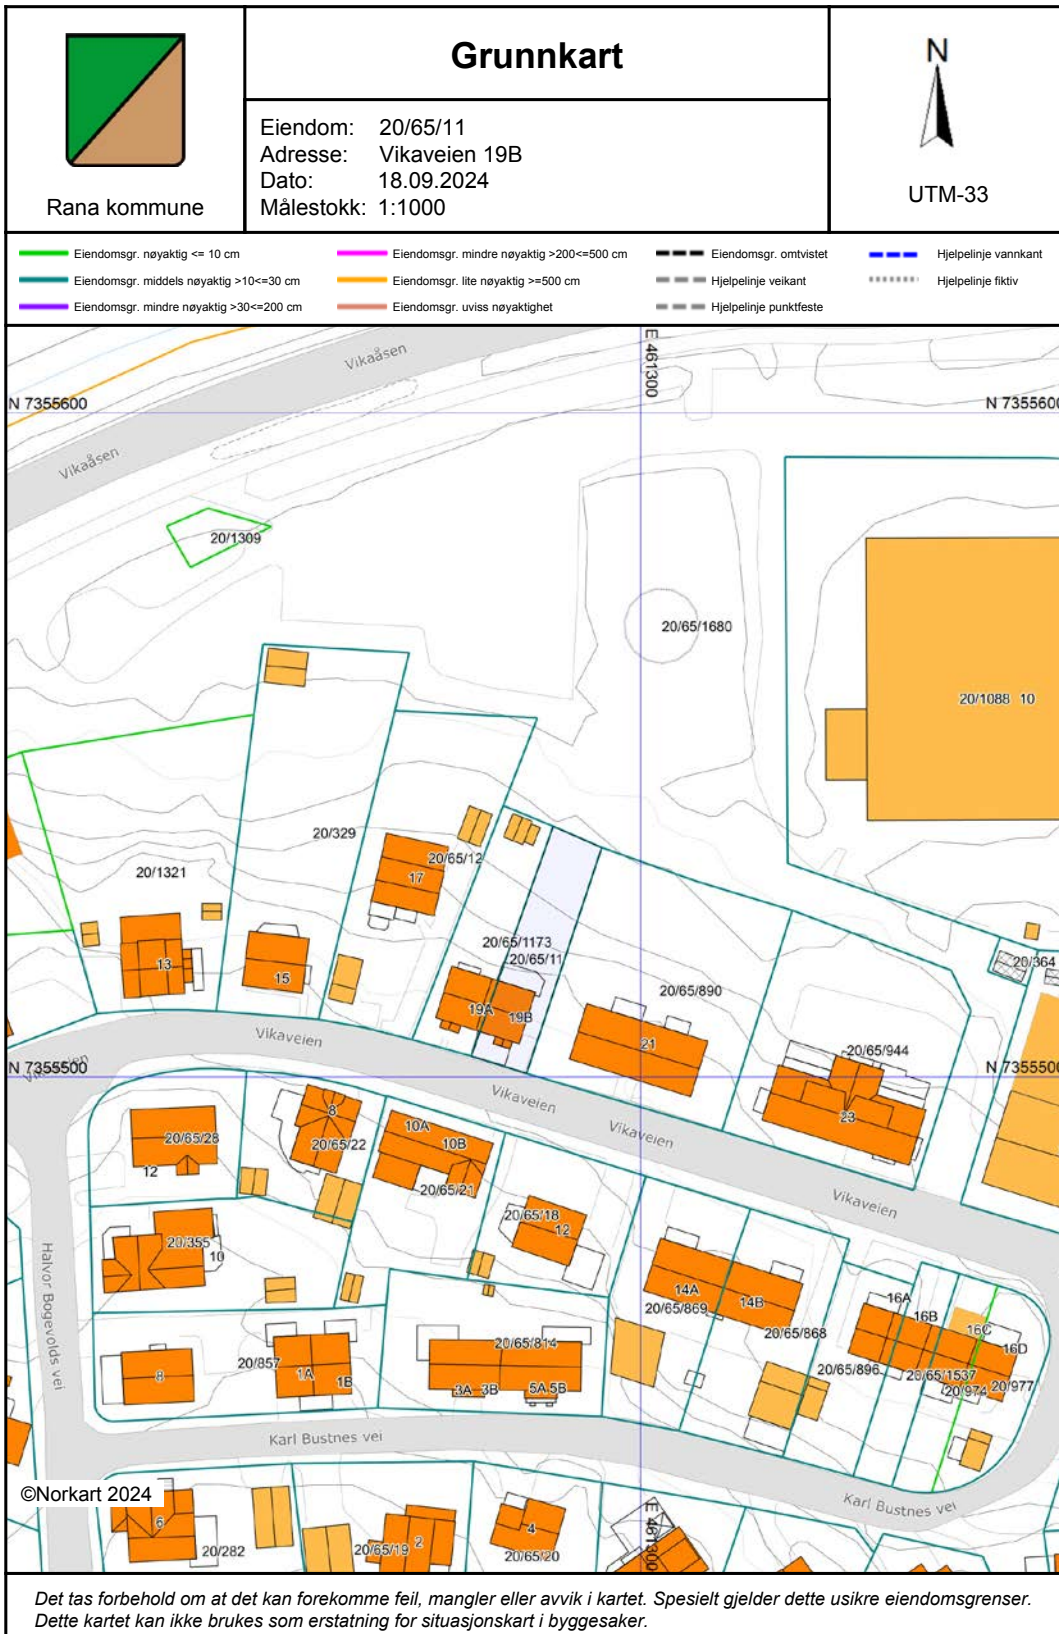 Grunnkart
Rana kommune
Eiendom: 20/65/11
Adresse: Vikaveien 19B
Dato: 18.09.2024
Målestokk: 1:1000
N
UTM-33
Eiendomsgr. nøyaktig <= 10 cm
Eiendomsgr. middels nøyaktig >10<=30 cm
Eiendomsgr. mindre nøyaktig >30<=200 cm
Eiendomsgr. mindre nøyaktig >200<=500 cm
Eiendomsgr. lite nøyaktig >=500 cm
Eiendomsgr. uviss nøyaktighet
Eiendomsgr. omtvistet
Hjelpelinje veikant
Hjelpelinje punktfeste
Hjelpelinje vannkant
Hjelpelinje fiktiv
Vikaåsen
E 461300
N 7355600
N 7355600
Vikaåsen
20/1309
20/65/1680
20/1088 10
20/329
20/65/12
20/1321
17
20/65/1173
20/65/11
20/364
13
15
20/65/890
19A
19B
21
Vikaveien
20/65/944
N 7355500
Vikaveien
N 7355500
Vikaveien
Vikaveien
23
8
10A
10B
20/65/28
20/65/22
12
20/65/21
Vikaveien
20/65/18
12
20/355
10
Halvor Bogevolds vei
14A
14B
20/65/869
20/65/868
16A
16B
16C
16D
20/65/814
20/857
8
1A
1B
3A 3B
5A 5B
20/65/896
20/65/1537
20/974
20/977
Karl Bustnes vei
Karl Bustnes vei
©Norkart 2024
6
20/282
20/65/19
2
4
20/65/20
E 461300
Det tas forbehold om at det kan forekomme feil, mangler eller avvik i kartet. Spesielt gjelder dette usikre eiendomsgrenser.
Dette kartet kan ikke brukes som erstatning for situasjonskart i byggesaker.